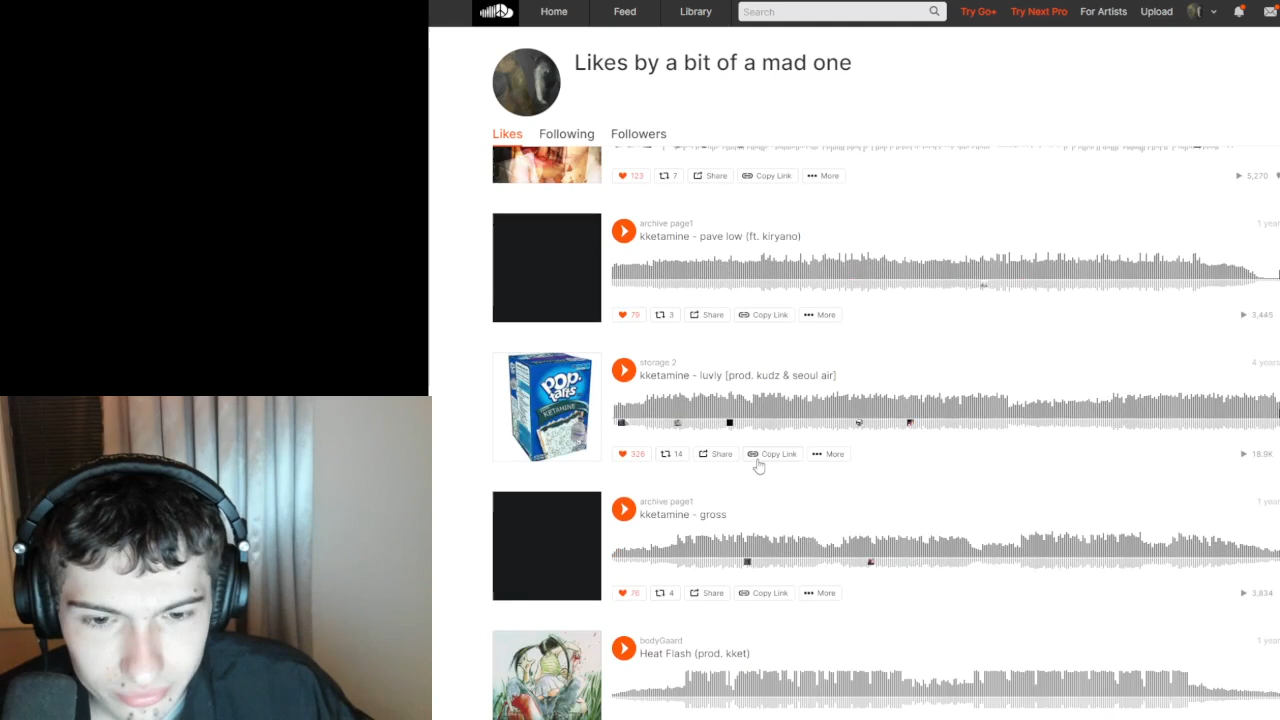 Home Feed Library Search Try Go+ Try Next Pro For Artists Upload
Likes by a bit of a mad one
Likes Following Followers
123 7 Share Copy Link More 5,270
archive page1 1 year
kketamine - pave low (ft. kiryano)
79 3 Share Copy Link More 3,445
storage 2 4 years
kketamine - luvly [prod. kudz & seoul air]
POP.
tarts
KETAMINE
326 14 Share Copy Link More 18.9K
archive page1 1 year
kketamine - gross
76 4 Share Copy Link More 3,834
bodyGaard 1 year
Heat Flash (prod. kket)